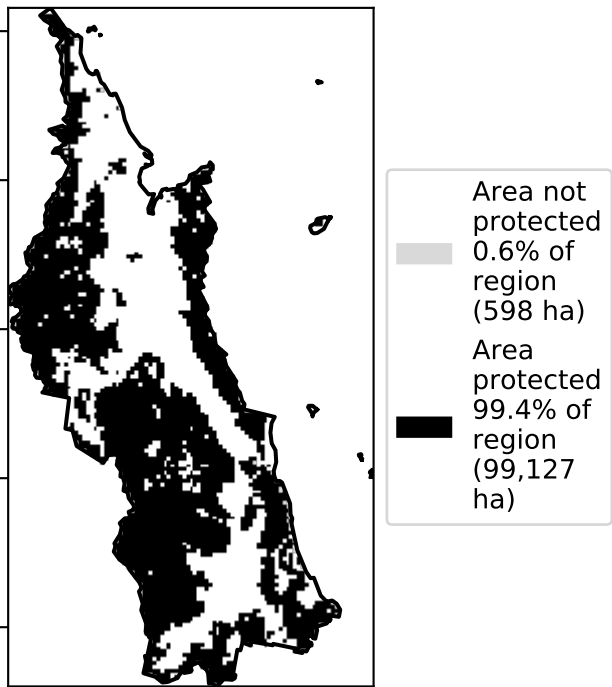 Area not
protected
0.6% of
region
(598 ha)
Area
protected
99.4% of
region
(99,127
ha)